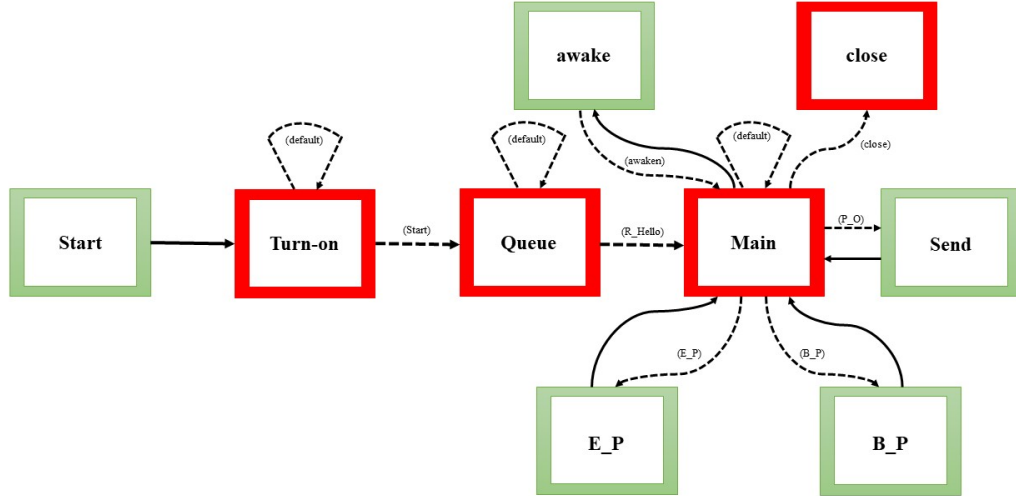 awake
close
(default)
(default)
(default)
(awaken)
(close)
Start
Turn-on
(Start)
Queue
(R_Hello)
Main
(P_O)
Send
(E_P)
(B_P)
E_P
B_P